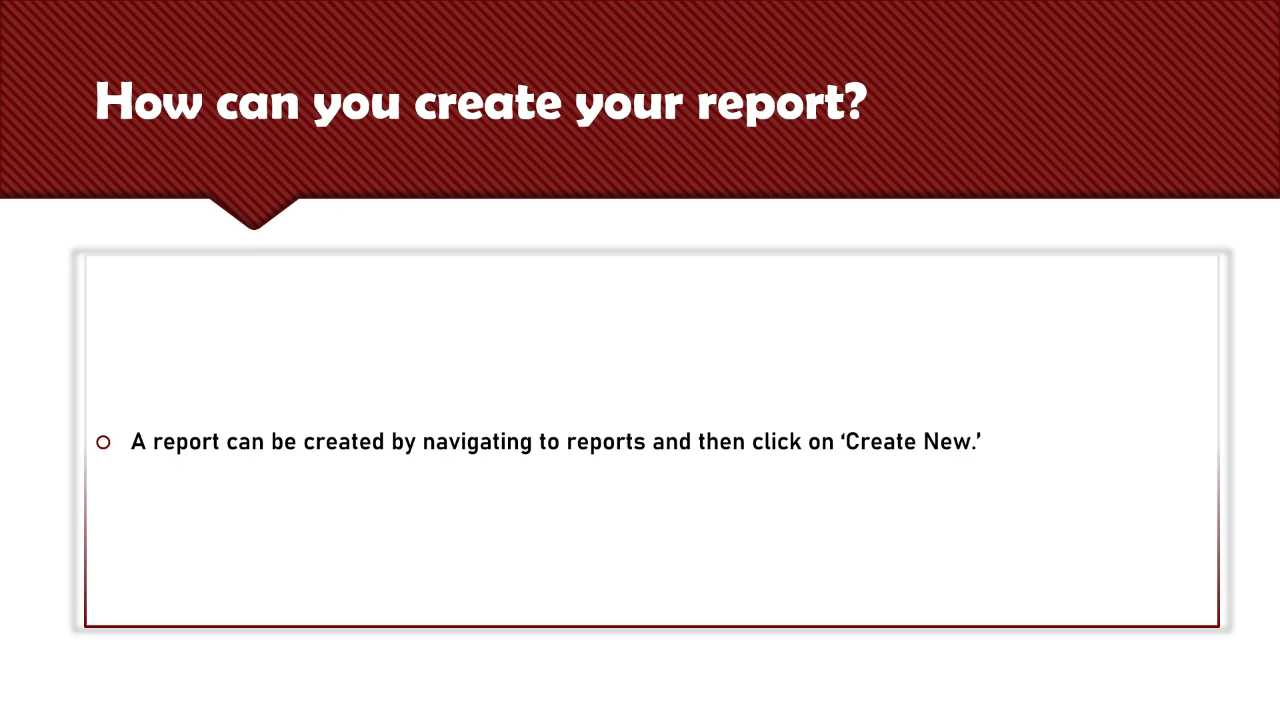 How can you create your report?
A report can be created by navigating to reports and then click on ‘Create New.’